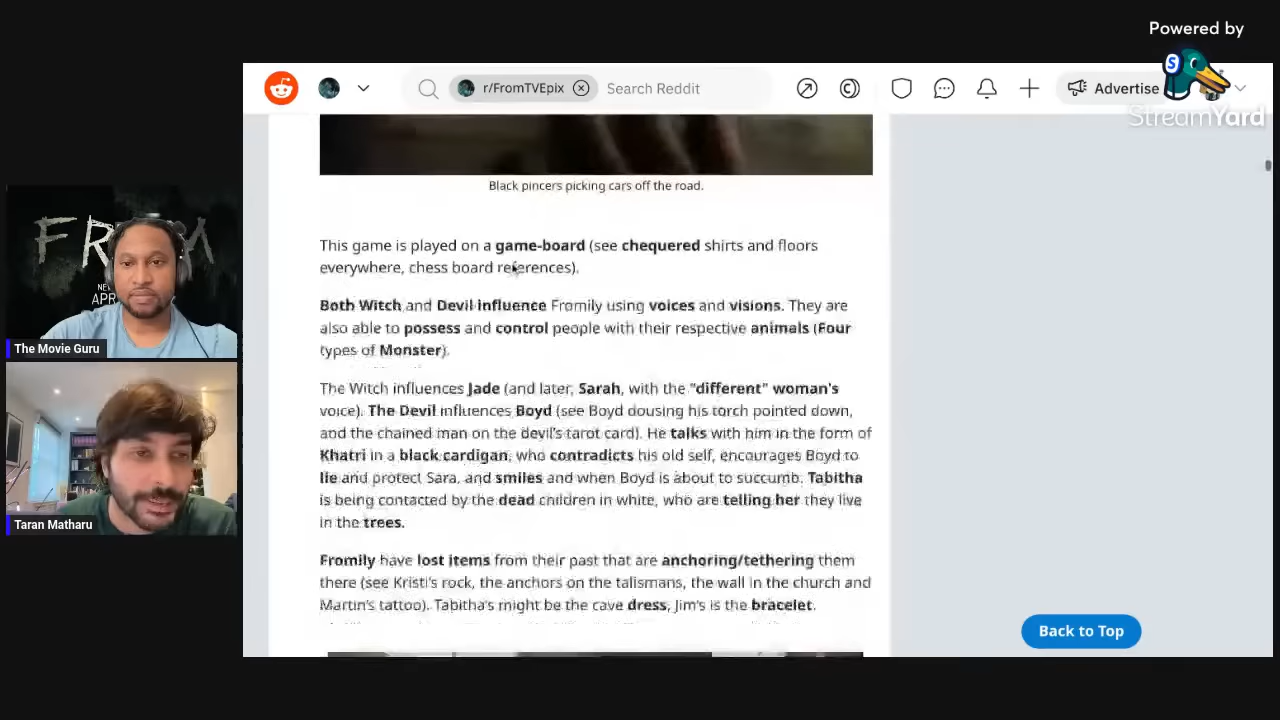 Powered by
StreamYard
r/FromTVEpix
Search Reddit
Advertise
Black pincers picking cars off the road.
This game is played on a game-board (see chequered shirts and floors
everywhere, chess board references).
Both Witch and Devil influence Fromily using voices and visions. They are
also able to possess and control people with their respective animals (Four
types of Monster).
The Witch influences Jade (and later, Sarah, with the "different" woman's
voice). The Devil influences Boyd (see Boyd dousing his torch pointed down,
and the chained man on the devil's tarot card). He talks with him in the form of
Khatri in a black cardigan, who contradicts his old self, encourages Boyd to
lie and protect Sara, and smiles and when Boyd is about to succumb. Tabitha
is being contacted by the dead children in white, who are telling her they live
in the trees.
Fromily have lost items from their past that are anchoring/tethering them
there (see Kristi's rock, the anchors on the talismans, the wall in the church and
Martin's tattoo). Tabitha's might be the cave dress, Jim's is the bracelet.
Back to Top
The Movie Guru
Taran Matharu